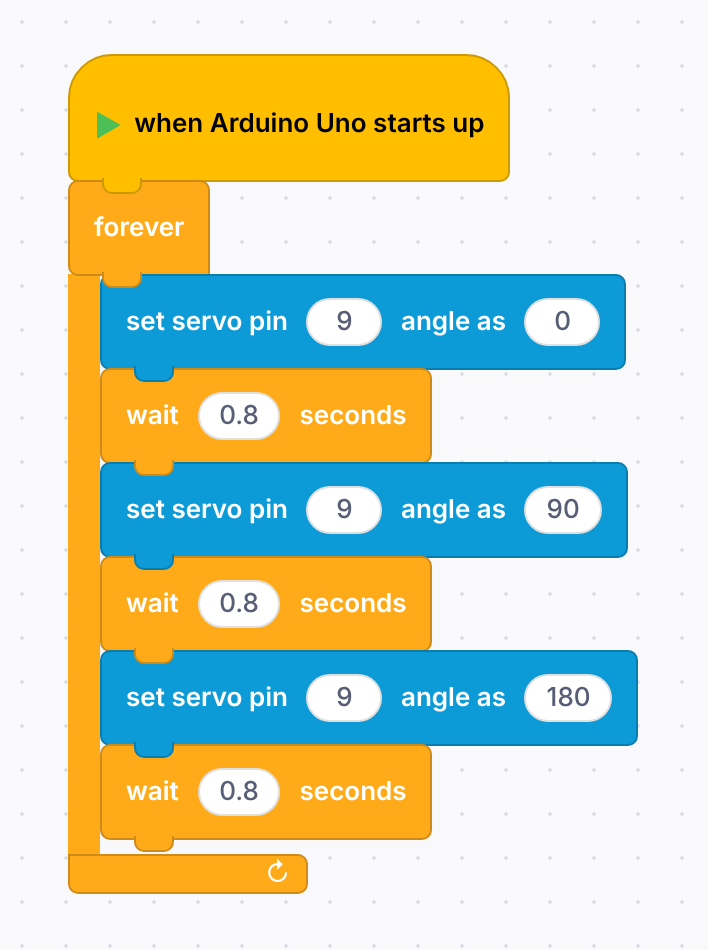 when Arduino Uno starts up
forever
set servo pin 9 angle as 0
wait 0.8 seconds
set servo pin 9 angle as 90
wait 0.8 seconds
set servo pin 9 angle as 180
wait 0.8 seconds